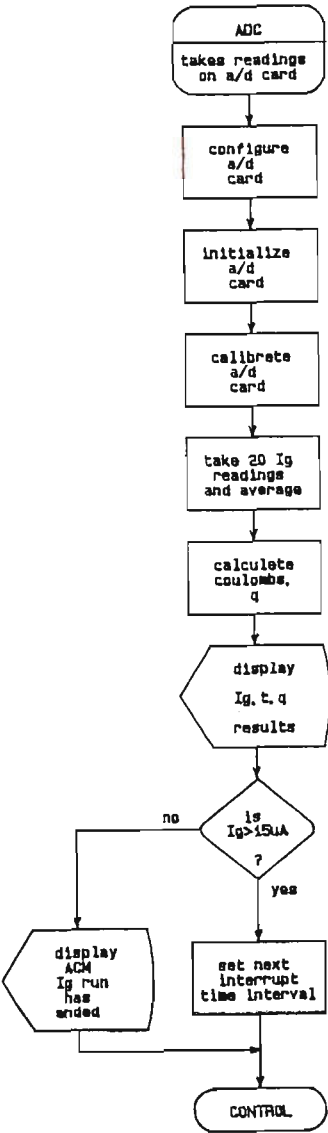 ADC
takes readings
on a/d card
configure
a/d
card
initialize
a/d
card
calibrate
a/d
card
take 20 Ig
readings
and average
calculate
coulombs,
q
display
Ig, t, q
results
is
Ig>15uA
?
no
yes
display
ACM
Ig run
has
ended
set next
interrupt
time interval
CONTROL